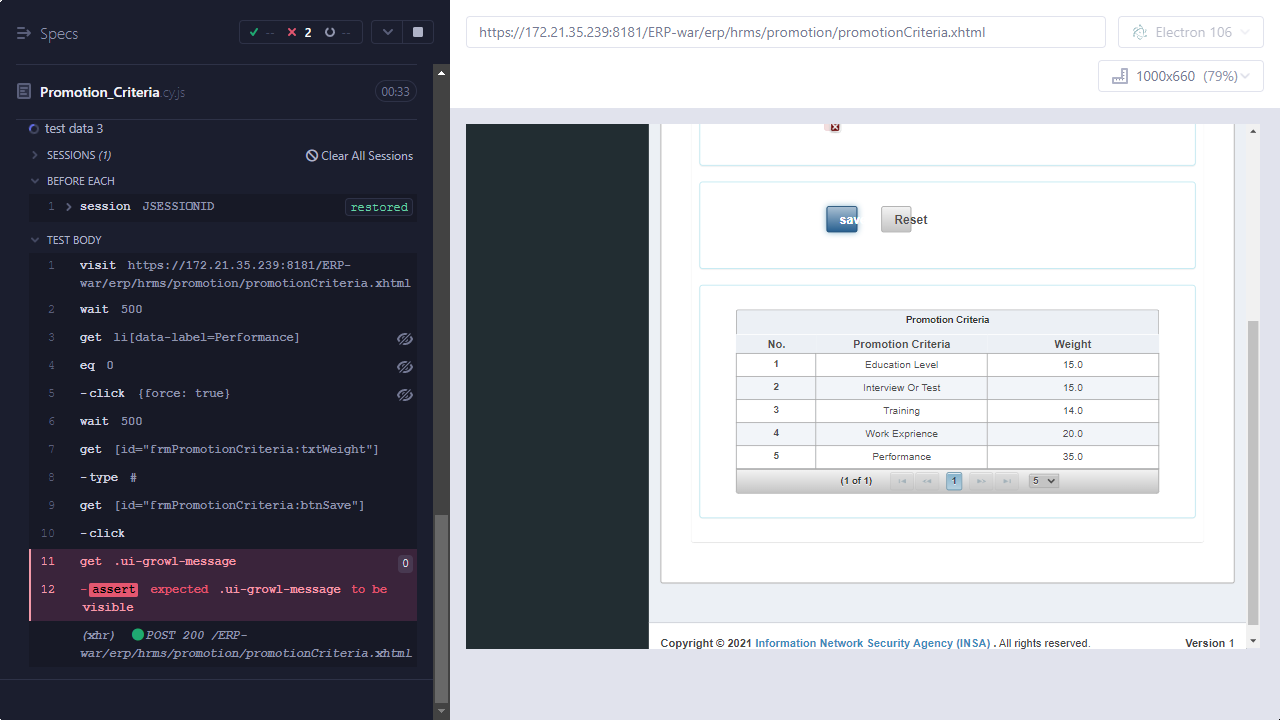 Specs
-- 2 --
Promotion_Criteria.cy.js 00:33
test data 3
SESSIONS (1) Clear All Sessions
BEFORE EACH
1 session JSESSIONID restored
TEST BODY
1 visit https://172.21.35.239:8181/ERP-
war/erp/hrms/promotion/promotionCriteria.xhtml
2 wait 500
3 get li[data-label=Performance]
4 eq 0
5 -click {force: true}
6 wait 500
7 get [id="frmPromotionCriteria:txtWeight"]
8 -type #
9 get [id="frmPromotionCriteria:btnSave"]
10 -click
11 get .ui-growl-message 0
12 -assert expected .ui-growl-message to be
visible
(xhr) POST 200 /ERP-
war/erp/hrms/promotion/promotionCriteria.xhtml
https://172.21.35.239:8181/ERP-war/erp/hrms/promotion/promotionCriteria.xhtml
Electron 106
1000x660 (79%)
sav Reset
Promotion Criteria
No. Promotion Criteria Weight
1 Education Level 15.0
2 Interview Or Test 15.0
3 Training 14.0
4 Work Exprience 20.0
5 Performance 35.0
(1 of 1) 1 5
Copyright © 2021 Information Network Security Agency (INSA) . All rights reserved. Version 1